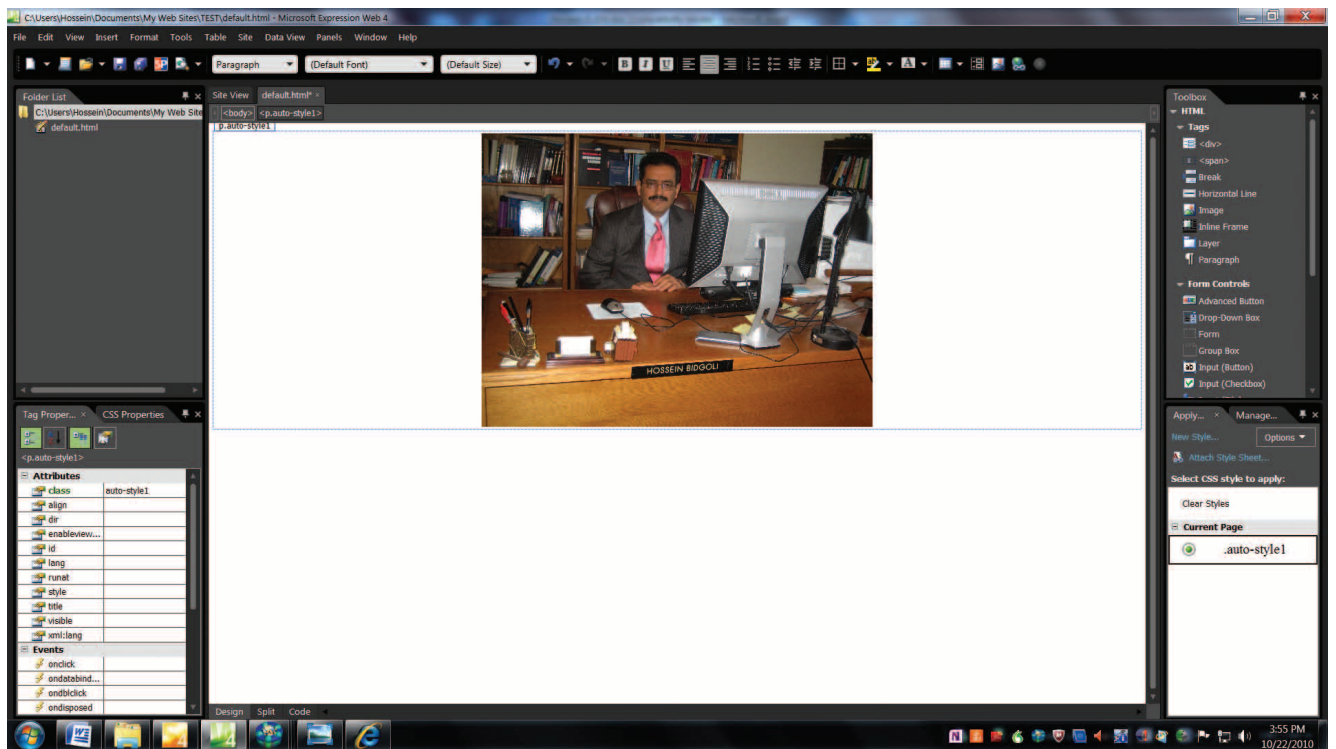 C:\Users\Hossein\Documents\My Web Sites\TEST\default.html - Microsoft Expression Web 4
File Edit View Insert Format Tools Table Site Data View Panels Window Help
Paragraph (Default Font) (Default Size)
Folder List
C:\Users\Hossein\Documents\My Web Site
default.html
Site View default.html*
<body> <p.auto-style1>
p.auto-style1
HOSSEIN BIDGOLI
Toolbox
HTML
Tags
<div>
<span>
Break
Horizontal Line
Image
Inline Frame
Layer
Paragraph
Form Controls
Advanced Button
Drop-Down Box
Form
Group Box
Input (Button)
Input (Checkbox)
Tag Proper... CSS Properties
<p.auto-style1>
Attributes
class auto-style1
align
dir
enableview...
id
lang
runat
style
title
visible
xml:lang
Events
onclick
ondatabind...
ondblclick
ondisposed
Apply... Manage...
New Style... Options
Attach Style Sheet...
Select CSS style to apply:
Clear Styles
Current Page
.auto-style1
Design Split Code
3:55 PM
10/22/2010